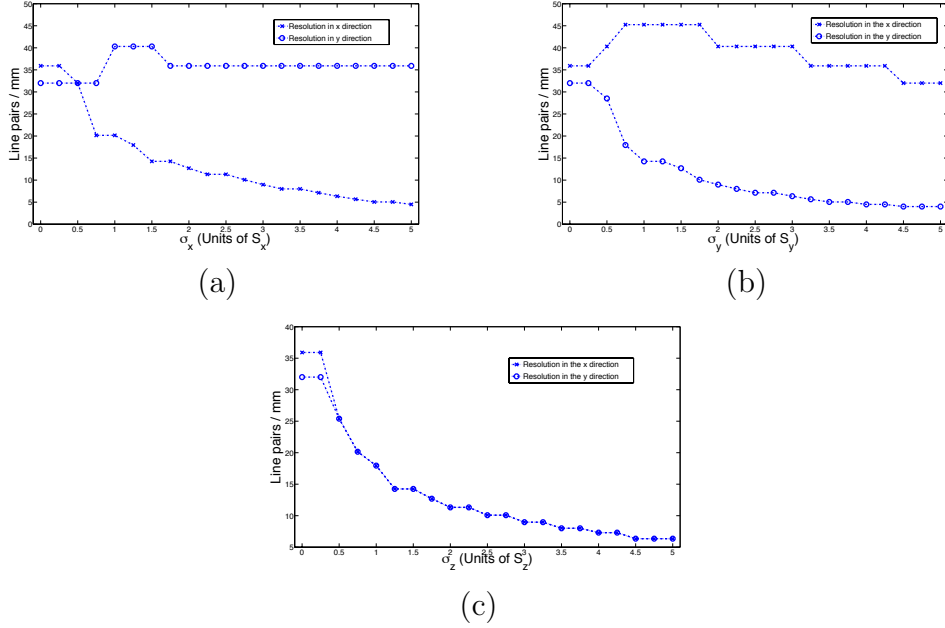 50
45
40
35
30
25
20
15
10
5
0
Line pairs / mm
Resolution in x direction
Resolution in y direction
0 0.5 1 1.5 2 2.5 3 3.5 4 4.5 5
σx (Units of Sx)
(a)
50
45
40
35
30
25
20
15
10
5
0
Line pairs / mm
Resolution in the x direction
Resolution in the y direction
0 0.5 1 1.5 2 2.5 3 3.5 4 4.5 5
σy (Units of Sy)
(b)
40
35
30
25
20
15
10
5
Line pairs / mm
Resolution in the x direction
Resolution in the y direction
0 0.5 1 1.5 2 2.5 3 3.5 4 4.5 5
σz (Units of Sz)
(c)